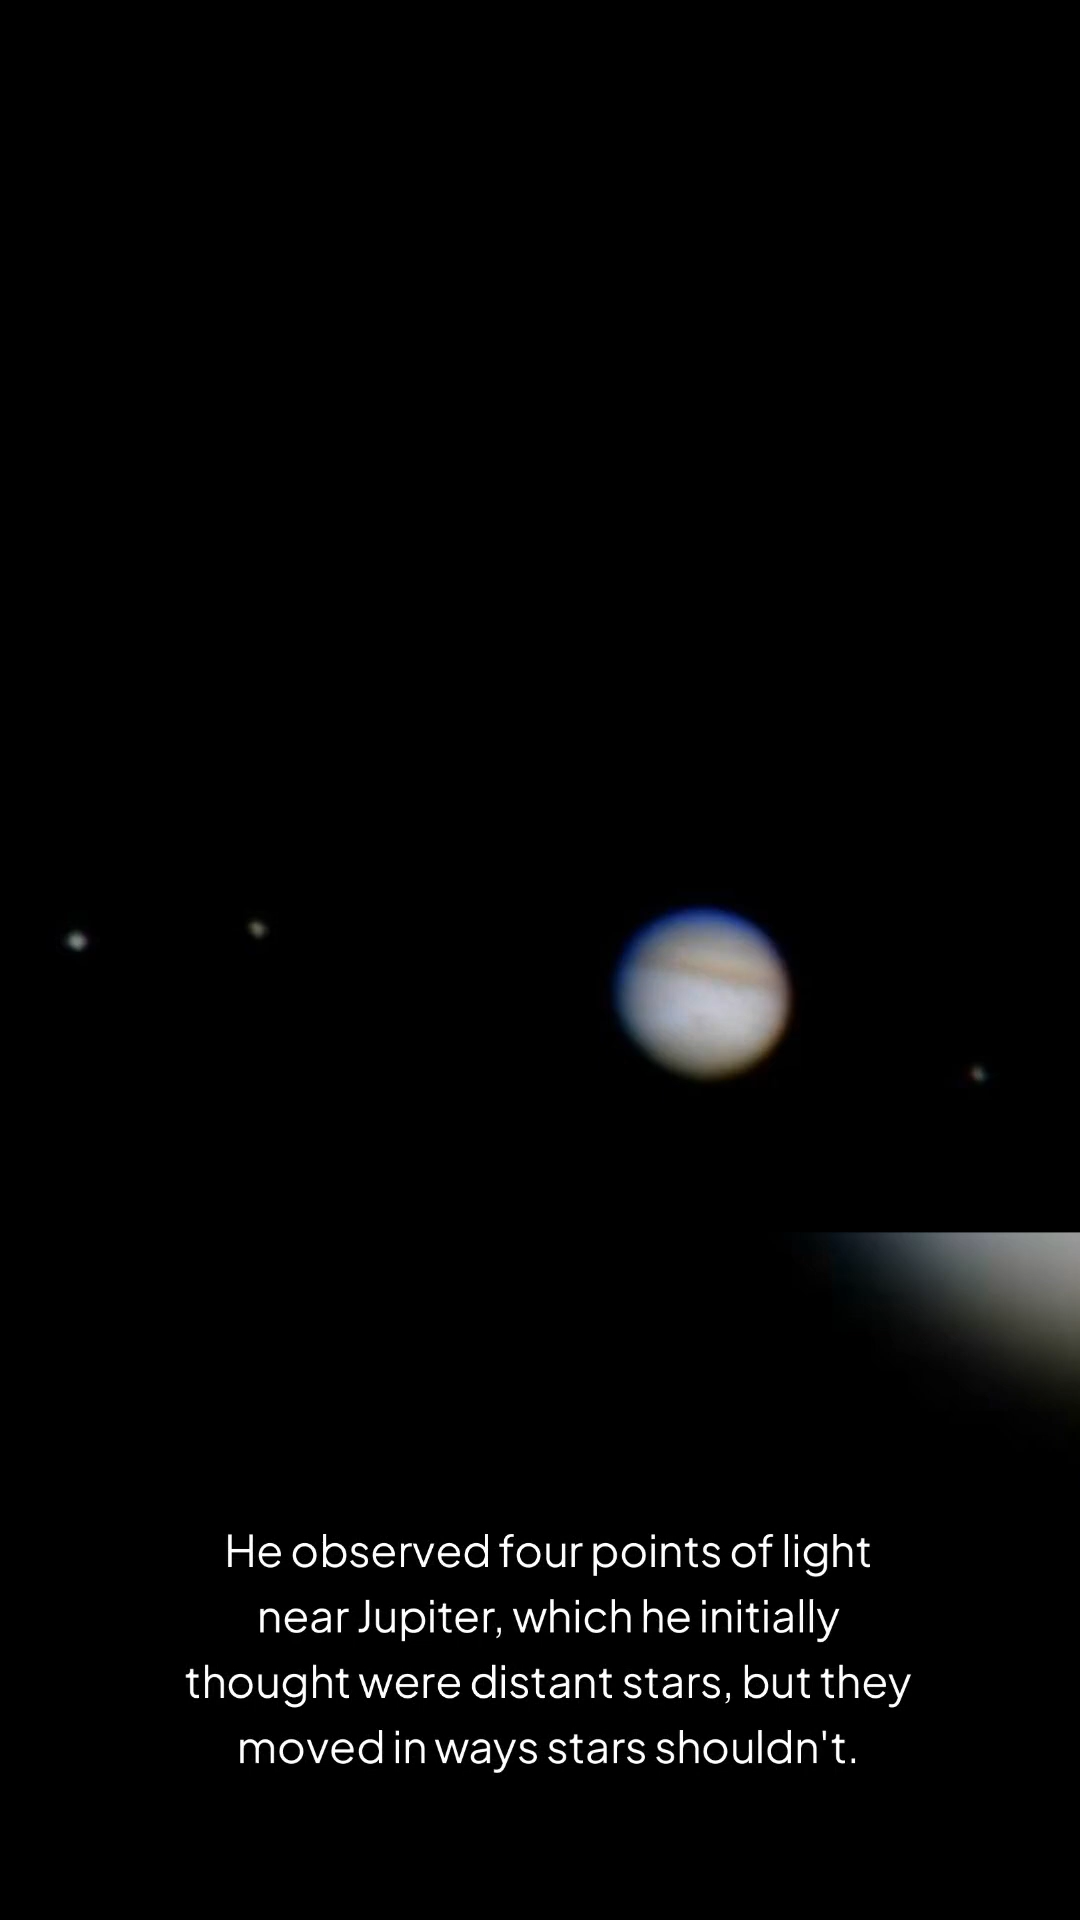 He observed four points of light
near Jupiter, which he initially
thought were distant stars, but they
moved in ways stars shouldn't.